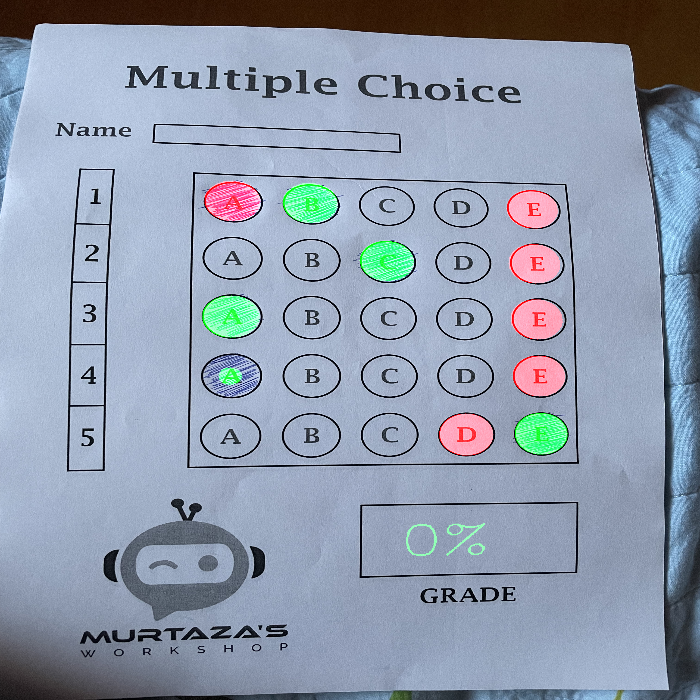 Multiple Choice
Name
1 A B C D E
2 A B C D E
3 A B C D E
4 A B C D E
5 A B C D E
0%
GRADE
MURTAZA'S
WORKSHOP